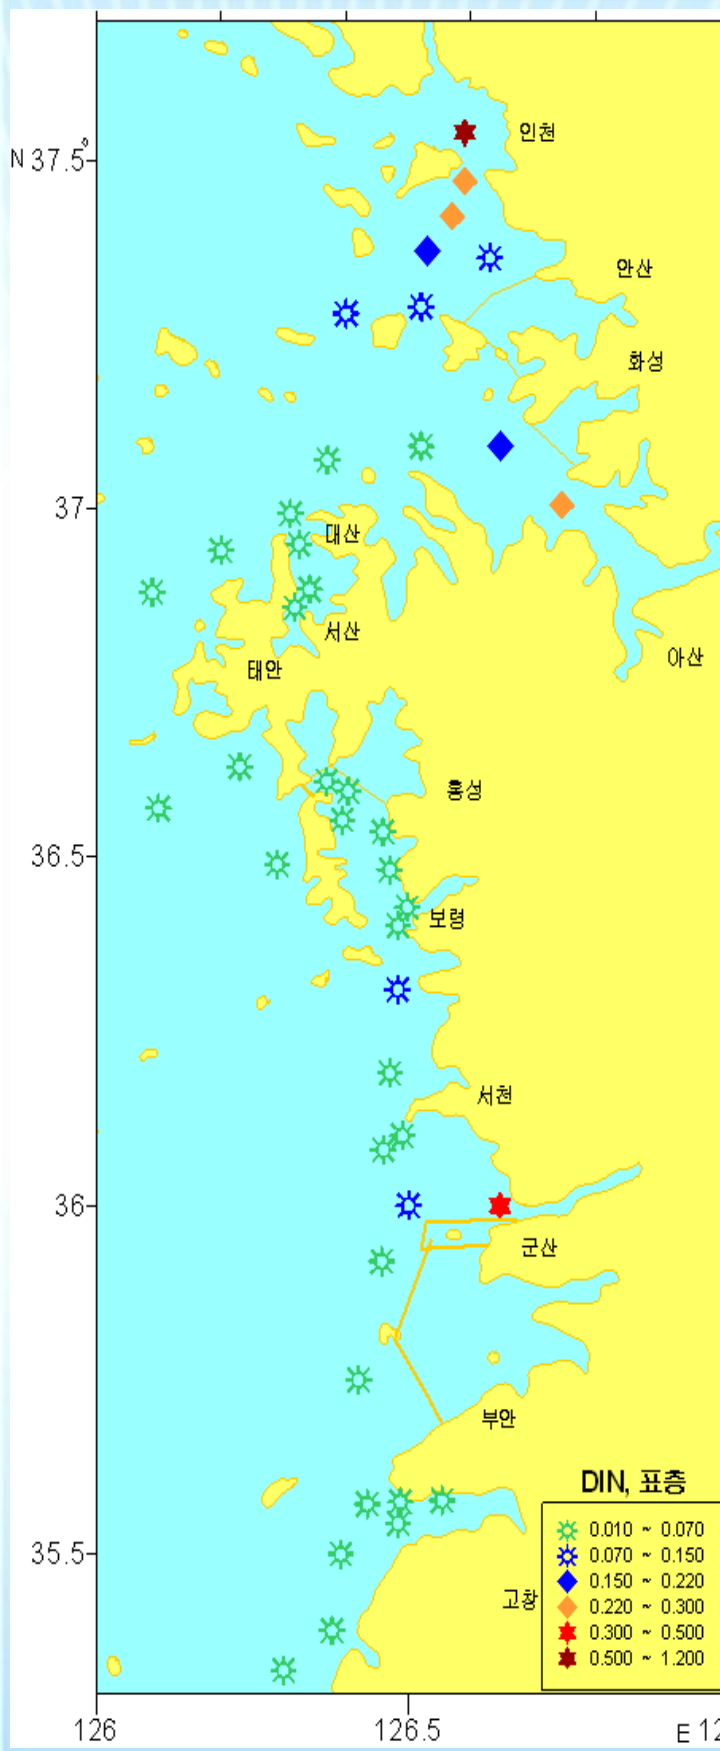 인천
N 37.5°
안산
화성
37
대산
서산
아산
태안
홍성
36.5
보령
서천
36
군산
부안
DIN, 표층
0.010 ~ 0.070
0.070 ~ 0.150
0.150 ~ 0.220
0.220 ~ 0.300
0.300 ~ 0.500
0.500 ~ 1.200
35.5
고창
126
126.5
E 12